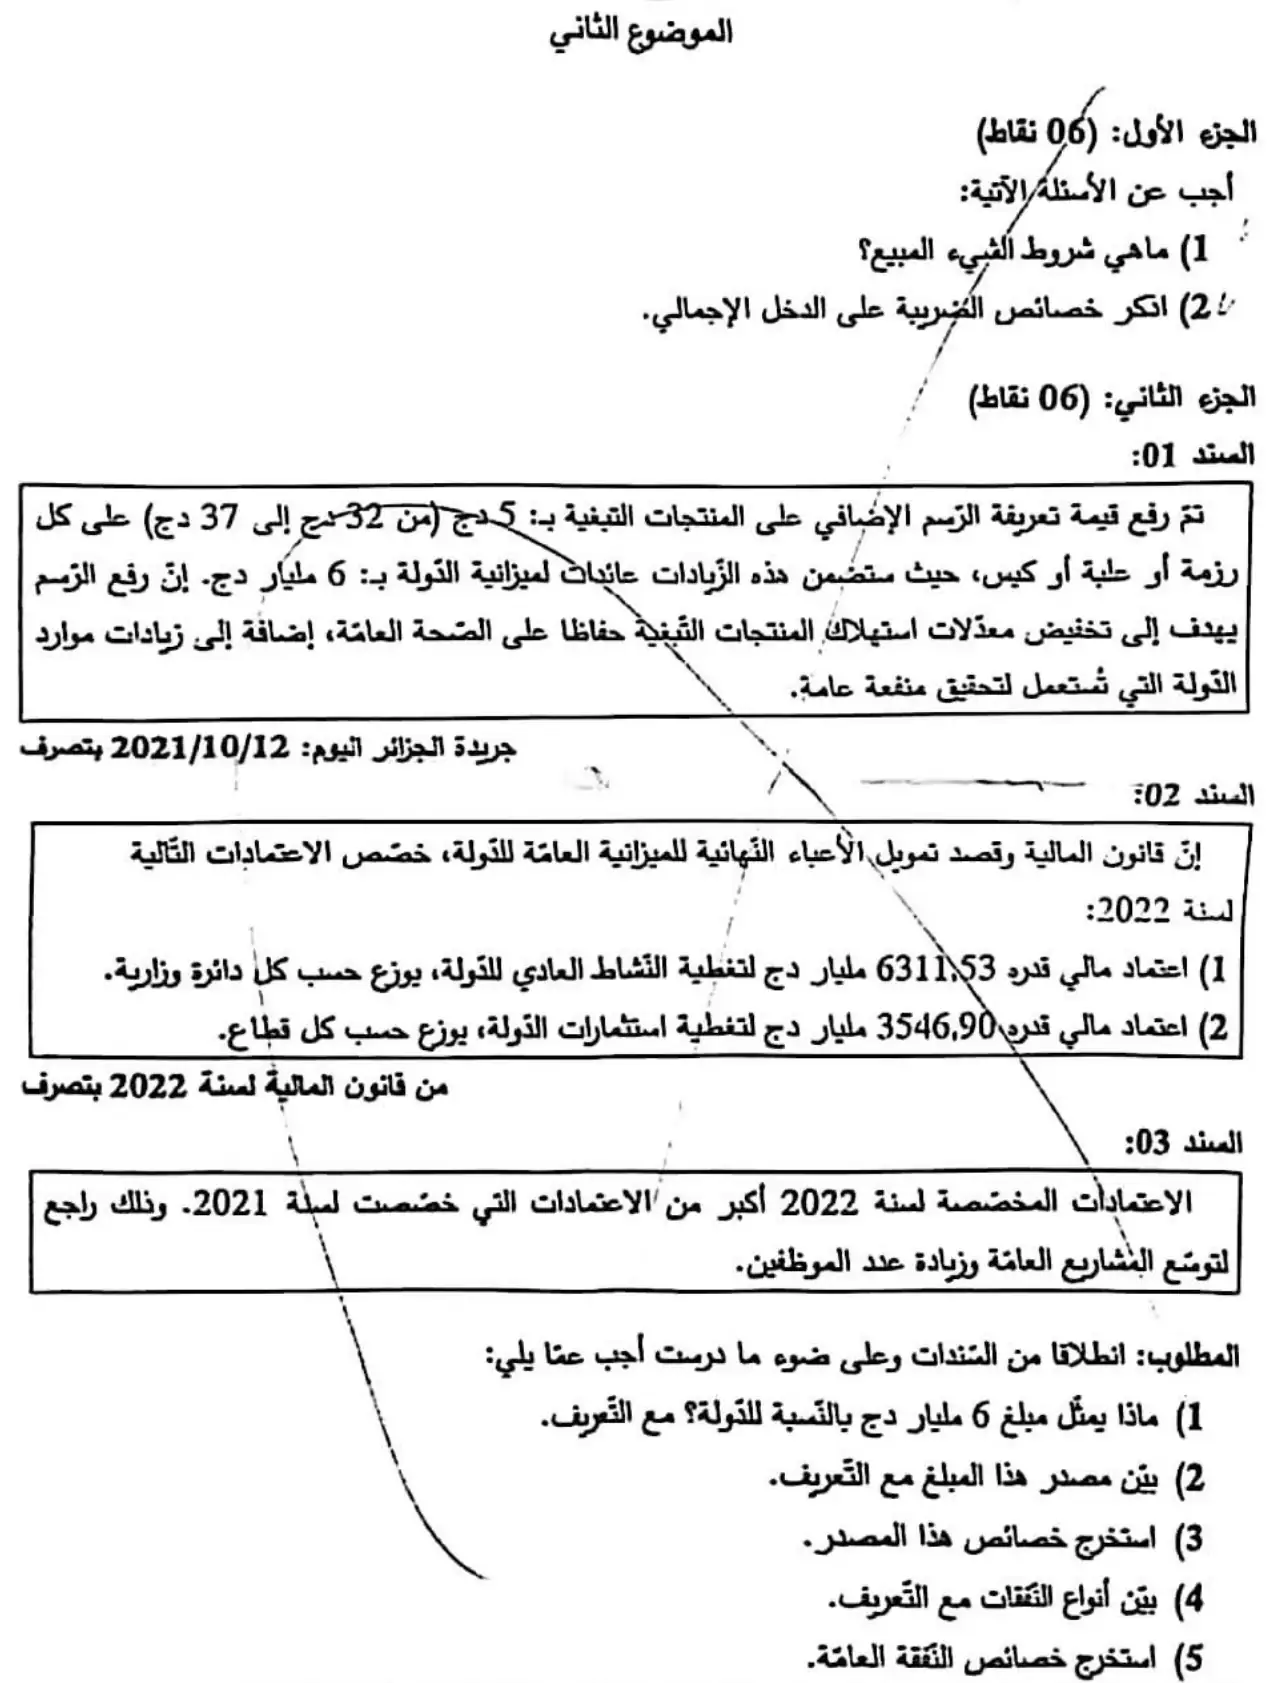 الموضوع الثاني
الجزء الأول: (06 نقاط)
أجب عن الأسئلة الآتية:
1) ماهي شروط الشيء المبيع؟
2) اذكر خصائص الضريبة على الدخل الإجمالي.
الجزء الثاني: (06 نقاط)
السند 01:
تمّ رفع قيمة تعريفة الرّسم الإضافي على المنتجات التبغية بـ: 5 دج (من 32 دج إلى 37 دج) على كل
رزمة أو علبة أو كيس، حيث ستضمن هذه الزّيادات عائدات لميزانية الدّولة بـ: 6 مليار دج. إنّ رفع الرّسم
يهدف إلى تخفيض معدّلات استهلاك المنتجات التّبغية حفاظا على الصّحة العامّة، إضافة إلى زيادات موارد
الدّولة التي تُستعمل لتحقيق منفعة عامة.
جريدة الجزائر اليوم: 2021/10/12 بتصرف
السند 02:
إنّ قانون المالية وقصد تمويل الأعباء النّهائية للميزانية العامّة للدّولة، خصّص الاعتمادات التّالية
لسنة 2022:
1) اعتماد مالي قدره 6311,53 مليار دج لتغطية النّشاط العادي للدّولة، يوزع حسب كل دائرة وزارية.
2) اعتماد مالي قدره 3546,90 مليار دج لتغطية استثمارات الدّولة، يوزع حسب كل قطاع.
من قانون المالية لسنة 2022 بتصرف
السند 03:
الاعتمادات المخصّصة لسنة 2022 أكبر من الاعتمادات التي خصّصت لسنة 2021. وذلك راجع
لتوسّع المشاريع العامّة وزيادة عدد الموظفين.
المطلوب: انطلاقا من السّندات وعلى ضوء ما درست أجب عمّا يلي:
1) ماذا يمثّل مبلغ 6 مليار دج بالنّسبة للدّولة؟ مع التّعريف.
2) بيّن مصدر هذا المبلغ مع التّعريف.
3) استخرج خصائص هذا المصدر.
4) بيّن أنواع النّفقات مع التّعريف.
5) استخرج خصائص النّفقة العامّة.